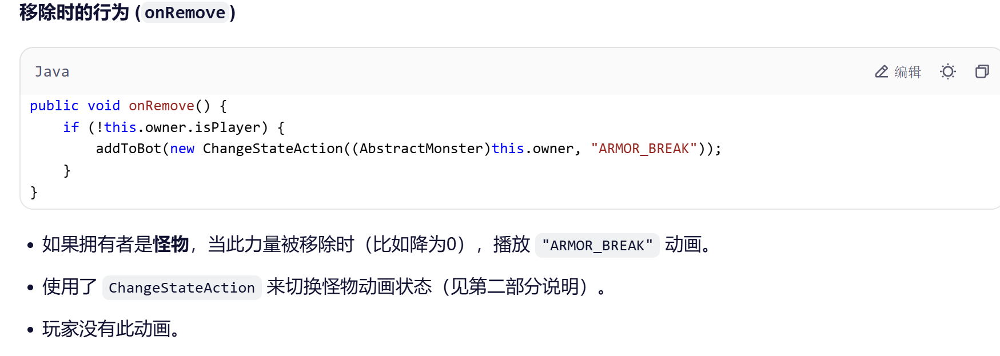 移除时的行为 (onRemove)
Java
编辑
public void onRemove() {
    if (!this.owner.isPlayer) {
        addToBot(new ChangeStateAction((AbstractMonster)this.owner, "ARMOR_BREAK"));
    }
}
• 如果拥有者是怪物，当此力量被移除时（比如降为0），播放 "ARMOR_BREAK" 动画。
• 使用了 ChangeStateAction 来切换怪物动画状态（见第二部分说明）。
• 玩家没有此动画。